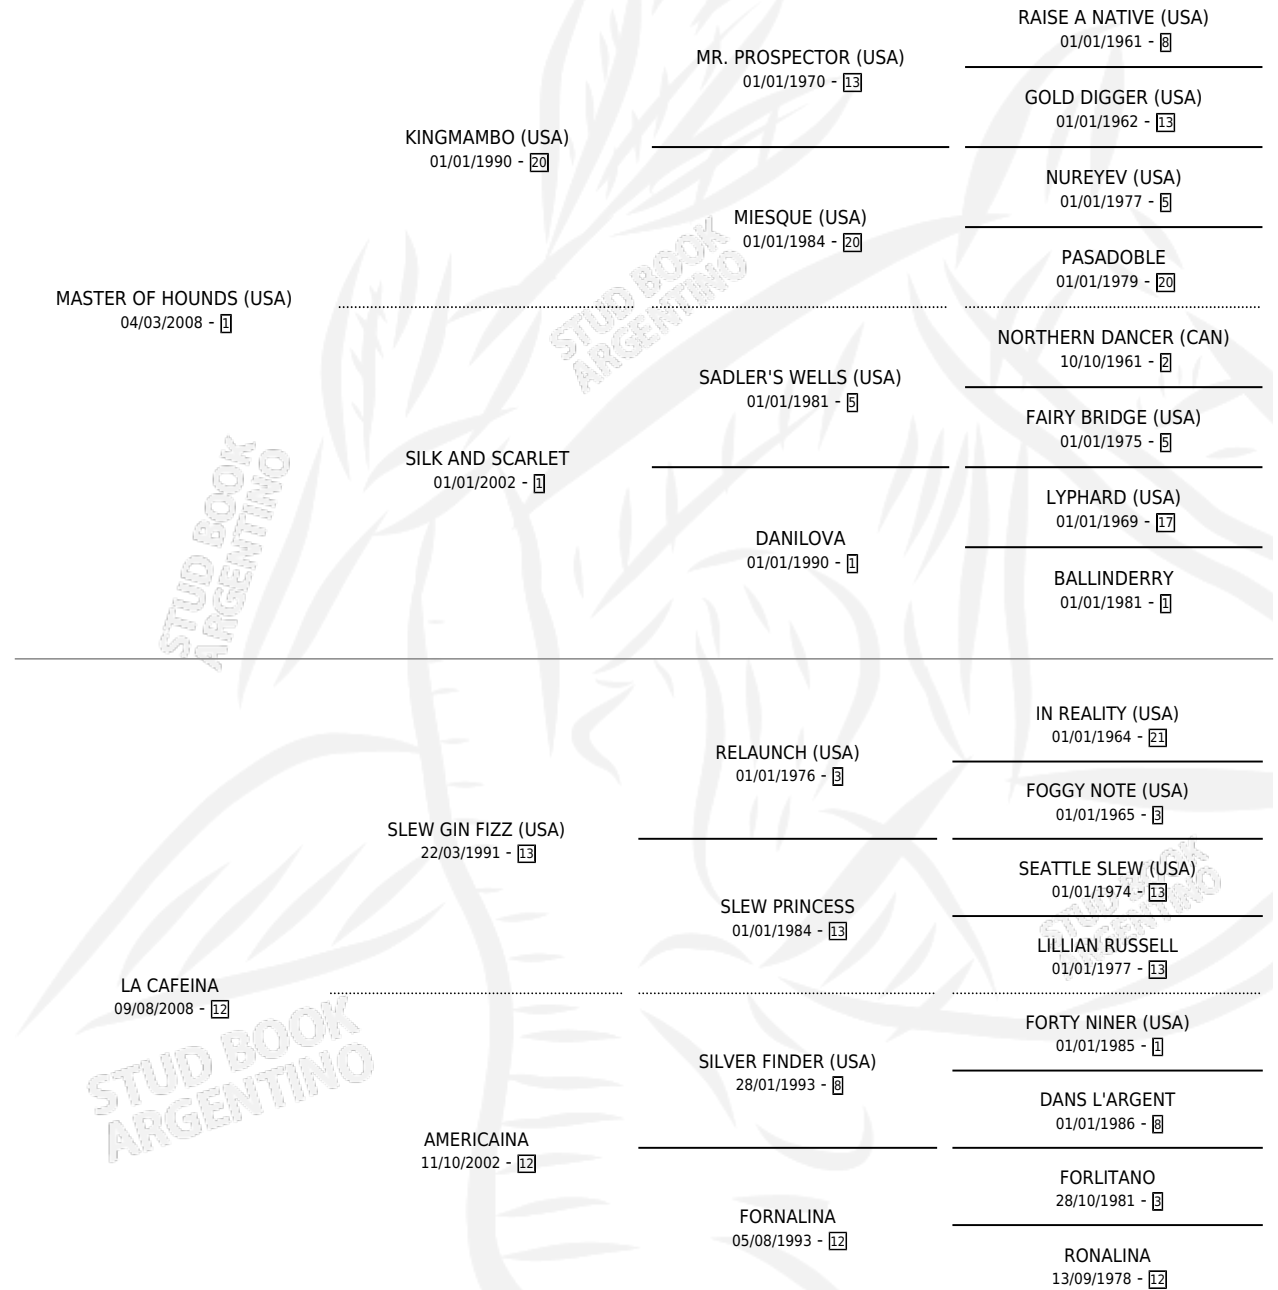 RAISE A NATIVE (USA)
01/01/1961 - 8
MR. PROSPECTOR (USA)
01/01/1970 - 13
GOLD DIGGER (USA)
01/01/1962 - 13
KINGMAMBO (USA)
01/01/1990 - 20
NUREYEV (USA)
01/01/1977 - 5
MIESQUE (USA)
01/01/1984 - 20
PASADOBLE
01/01/1979 - 20
MASTER OF HOUNDS (USA)
04/03/2008 - 1
NORTHERN DANCER (CAN)
10/10/1961 - 2
SADLER'S WELLS (USA)
01/01/1981 - 5
FAIRY BRIDGE (USA)
01/01/1975 - 5
SILK AND SCARLET
01/01/2002 - 1
LYPHARD (USA)
01/01/1969 - 17
DANILOVA
01/01/1990 - 1
BALLINDERRY
01/01/1981 - 1
STUD BOOK
ARGENTINO
STUD BOOK
ARGENTINO
IN REALITY (USA)
01/01/1964 - 21
RELAUNCH (USA)
01/01/1976 - 3
FOGGY NOTE (USA)
01/01/1965 - 3
SLEW GIN FIZZ (USA)
22/03/1991 - 13
SEATTLE SLEW (USA)
01/01/1974 - 13
SLEW PRINCESS
01/01/1984 - 13
LILLIAN RUSSELL
01/01/1977 - 13
LA CAFEINA
09/08/2008 - 12
FORTY NINER (USA)
01/01/1985 - 1
SILVER FINDER (USA)
28/01/1993 - 8
DANS L'ARGENT
01/01/1986 - 8
AMERICAINA
11/10/2002 - 12
FORLITANO
28/10/1981 - 3
FORNALINA
05/08/1993 - 12
RONALINA
13/09/1978 - 12
STUD BOOK
ARGENTINO
STUD BOOK
ARGENTINO